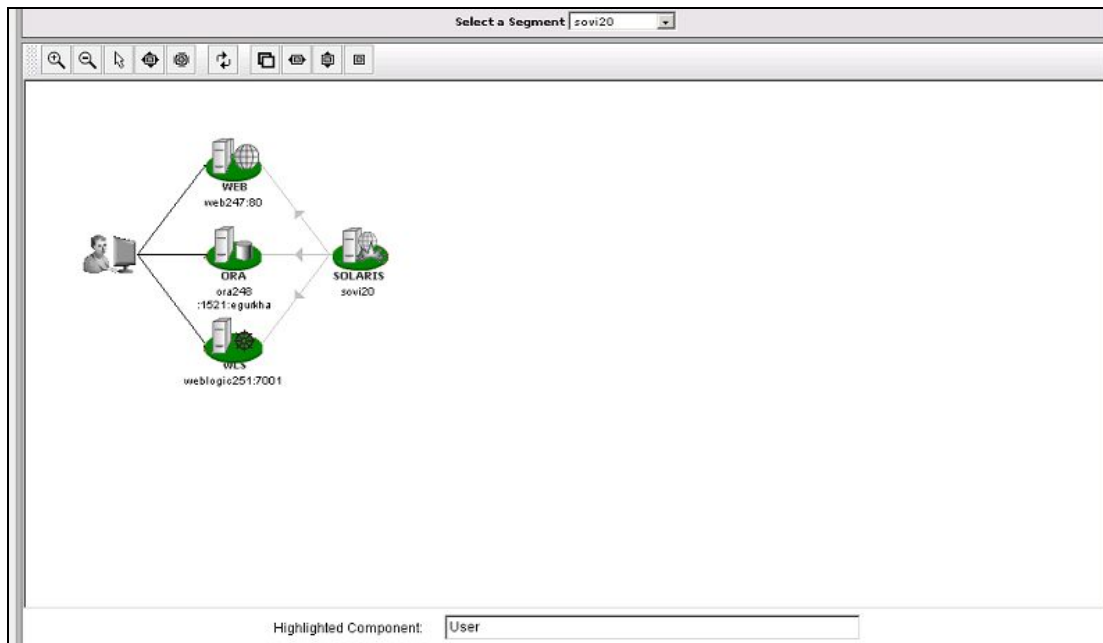 Select a Segment sovi20
WEB
web247:80
ORA
ora248
:1521:egurkha
SOLARIS
sovi20
WLS
weblogic251:7001
Highlighted Component: User